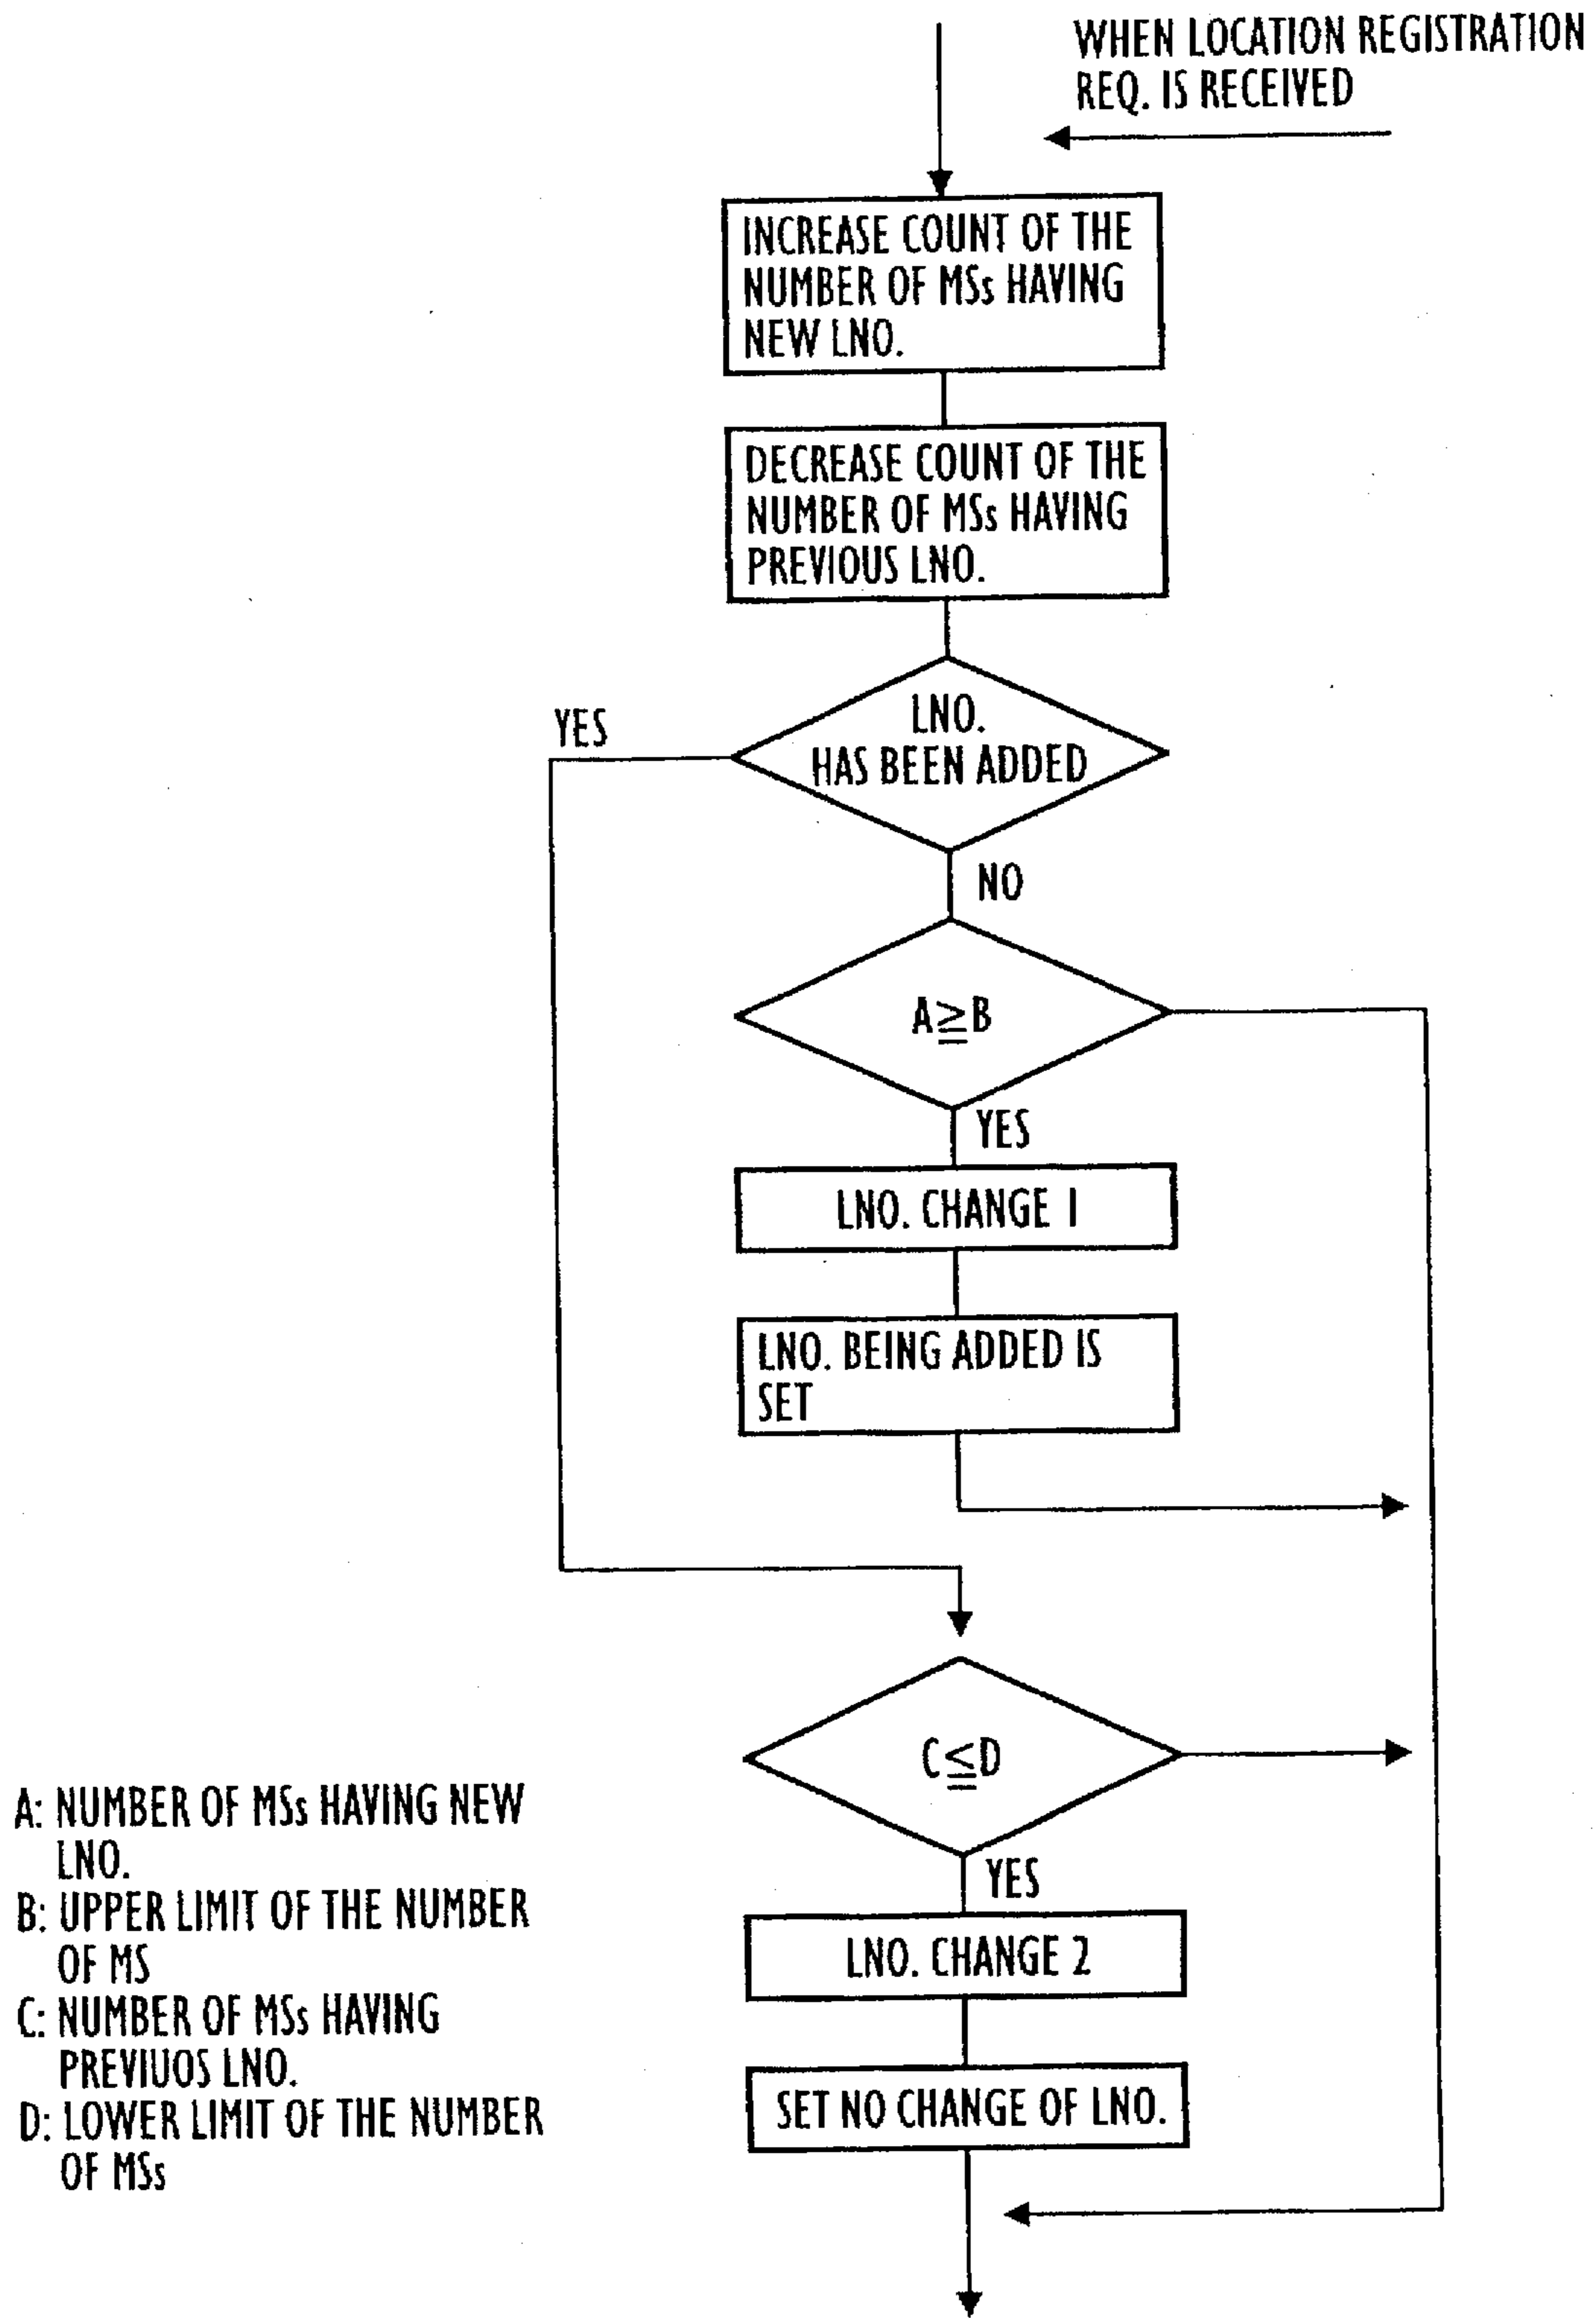 WHEN LOCATION REGISTRATION
REQ. IS RECEIVED
INCREASE COUNT OF THE
NUMBER OF MSs HAVING
NEW LNO.
DECREASE COUNT OF THE
NUMBER OF MSs HAVING
PREVIOUS LNO.
LNO.
HAS BEEN ADDED
YES
NO
A≧B
YES
LNO. CHANGE 1
LNO. BEING ADDED IS
SET
C≦D
YES
LNO. CHANGE 2
SET NO CHANGE OF LNO.
A: NUMBER OF MSs HAVING NEW
LNO.
B: UPPER LIMIT OF THE NUMBER
OF MS
C: NUMBER OF MSs HAVING
PREVIUOS LNO.
D: LOWER LIMIT OF THE NUMBER
OF MSs